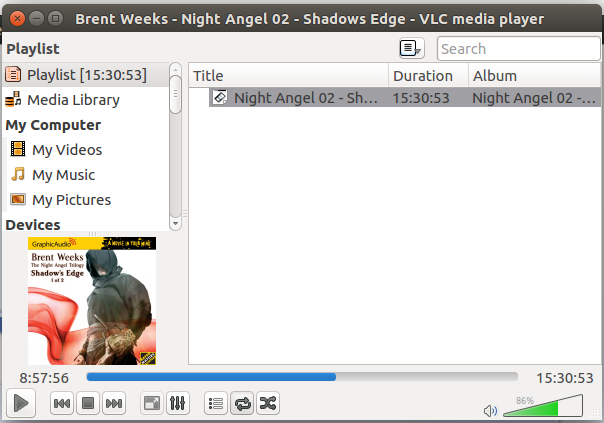 Brent Weeks - Night Angel 02 - Shadows Edge - VLC media player
Playlist
Search
Playlist [15:30:53]
Media Library
My Computer
My Videos
My Music
My Pictures
Devices
Title Duration Album
Night Angel 02 - Sh... 15:30:53 Night Angel 02 -...
GraphicAudio A MOVIE IN YOUR MIND
Brent Weeks
The Night Angel Trilogy
Shadow's Edge
1 of 2
8:57:56 15:30:53
86%